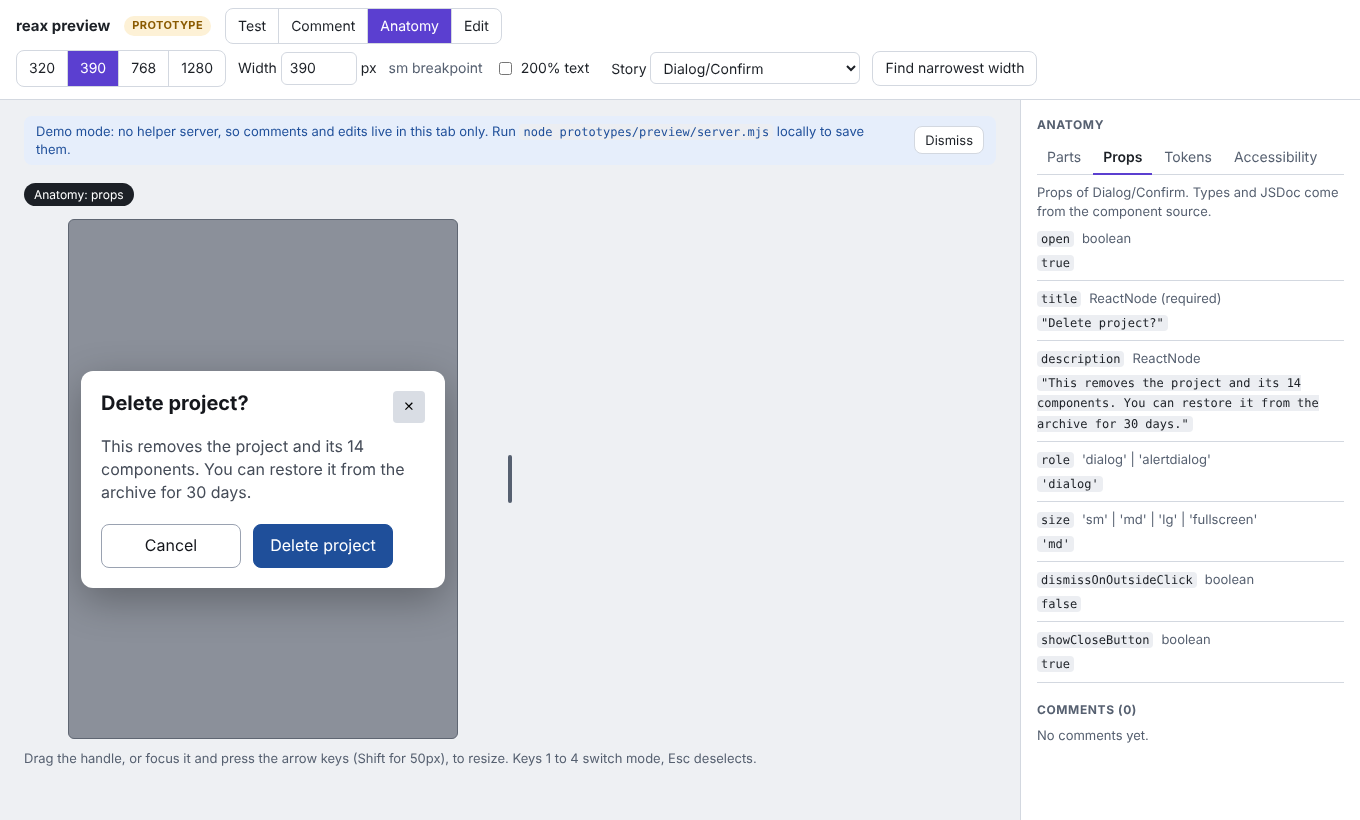 reax preview PROTOTYPE Test Comment Anatomy Edit
320 390 768 1280 Width 390 px sm breakpoint 200% text Story Dialog/Confirm Find narrowest width
Demo mode: no helper server, so comments and edits live in this tab only. Run node prototypes/preview/server.mjs locally to save
them.
Dismiss
Anatomy: props
Delete project?
×
This removes the project and its 14
components. You can restore it from the
archive for 30 days.
Cancel Delete project
Drag the handle, or focus it and press the arrow keys (Shift for 50px), to resize. Keys 1 to 4 switch mode, Esc deselects.
ANATOMY
Parts Props Tokens Accessibility
Props of Dialog/Confirm. Types and JSDoc come
from the component source.
open boolean
true
title ReactNode (required)
"Delete project?"
description ReactNode
"This removes the project and its 14
components. You can restore it from the
archive for 30 days."
role 'dialog' | 'alertdialog'
'dialog'
size 'sm' | 'md' | 'lg' | 'fullscreen'
'md'
dismissOnOutsideClick boolean
false
showCloseButton boolean
true
COMMENTS (0)
No comments yet.